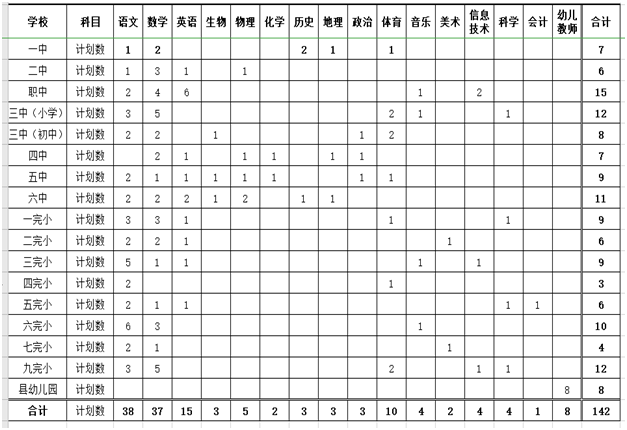 学校 科目 语文 数学 英语 生物 物理 化学 历史 地理 政治 体育 音乐 美术 信息技术 科学 会计 幼儿教师 合计
一中 计划数 1 2 2 1 1 7
二中 计划数 1 3 1 1 6
职中 计划数 2 4 6 1 2 15
三中（小学） 计划数 3 5 2 1 1 12
三中（初中） 计划数 2 2 1 1 2 8
四中 计划数 2 1 1 1 1 1 7
五中 计划数 2 1 1 1 1 1 1 1 9
六中 计划数 2 2 2 1 2 1 1 11
一完小 计划数 3 3 1 1 1 9
二完小 计划数 2 2 1 1 6
三完小 计划数 5 1 1 1 1 9
四完小 计划数 2 1 3
五完小 计划数 2 1 1 1 1 6
六完小 计划数 6 3 1 10
七完小 计划数 2 1 1 4
九完小 计划数 3 5 2 1 1 12
县幼儿园 计划数 8 8
合计 计划数 38 37 15 3 5 2 3 3 3 10 4 2 4 4 1 8 142